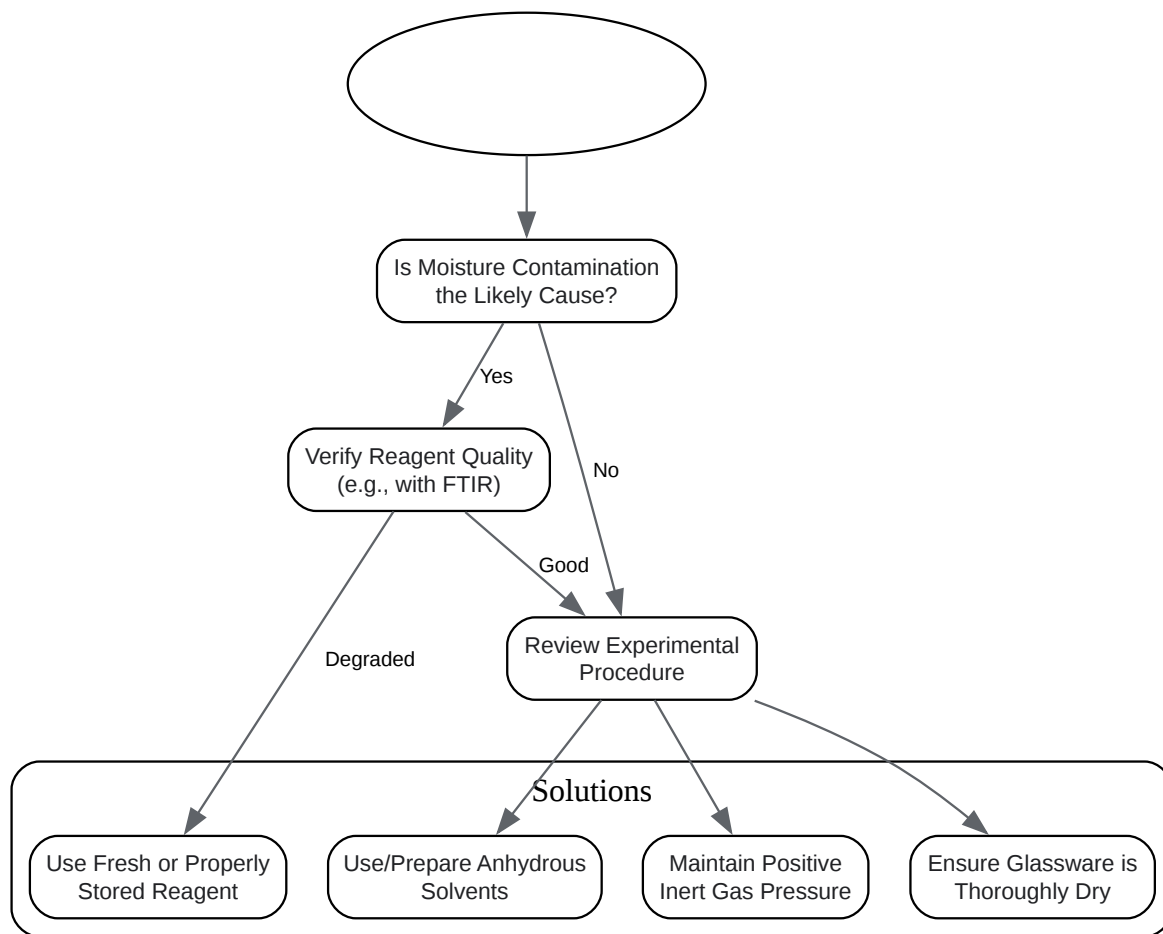 Is Moisture Contamination
the Likely Cause?
Yes
Verify Reagent Quality
(e.g., with FTIR)
No
Good
Review Experimental
Procedure
Degraded
Solutions
Use Fresh or Properly
Stored Reagent
Use/Prepare Anhydrous
Solvents
Maintain Positive
Inert Gas Pressure
Ensure Glassware is
Thoroughly Dry